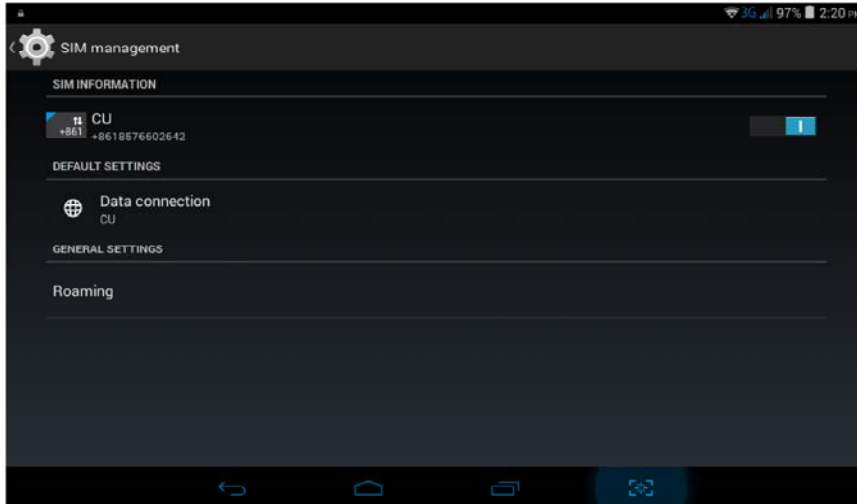 3G 97% 2:20 PM
SIM management
SIM INFORMATION
CU
+861 +8618576602642
DEFAULT SETTINGS
Data connection
CU
GENERAL SETTINGS
Roaming